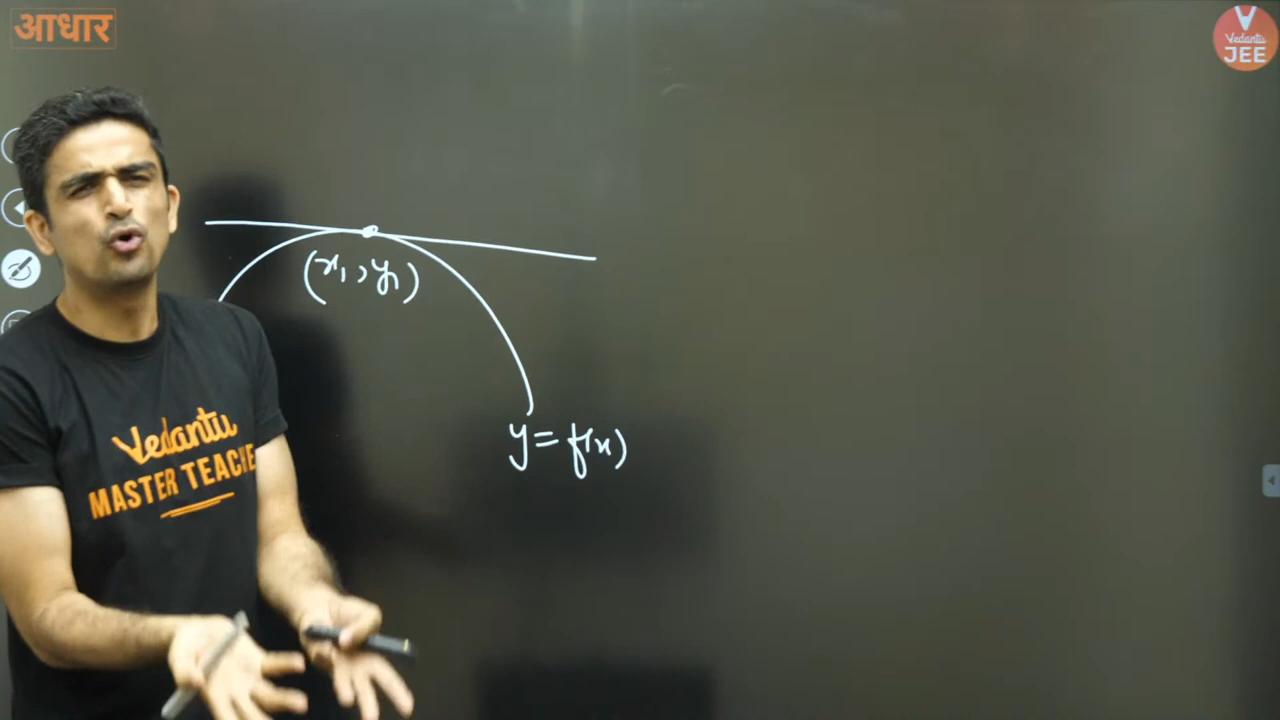 आधार
Vedantu
JEE
(x₁, y₁)
y = f(x)
Vedantu
MASTER TEACHE